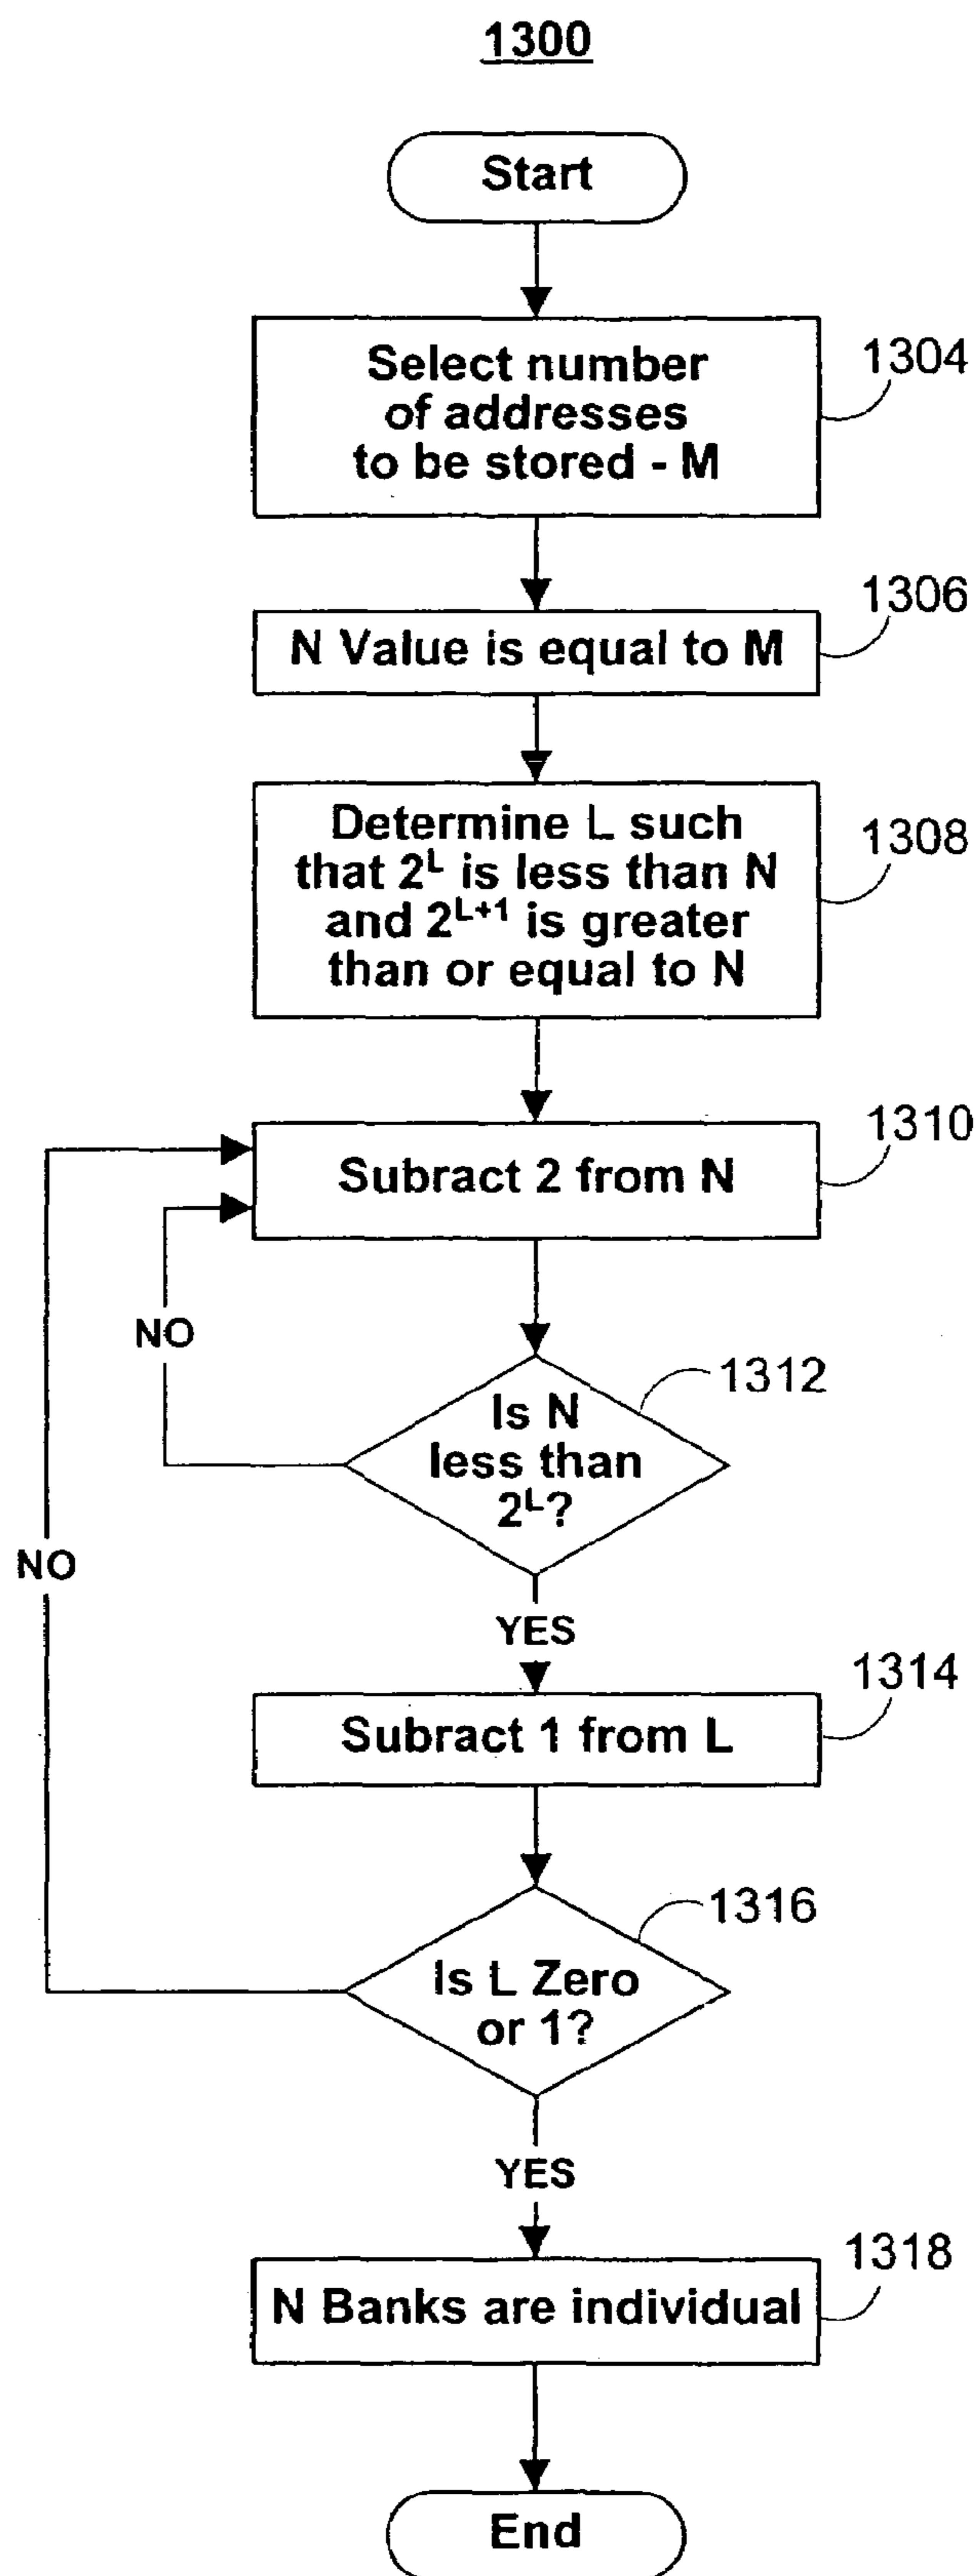 1300
Start
Select number
of addresses
to be stored - M
1304
N Value is equal to M
1306
Determine L such
that 2ᴸ is less than N
and 2ᴸ⁺¹ is greater
than or equal to N
1308
Subract 2 from N
1310
NO
Is N
less than
2ᴸ?
1312
NO
YES
Subract 1 from L
1314
Is L Zero
or 1?
1316
YES
N Banks are individual
1318
End